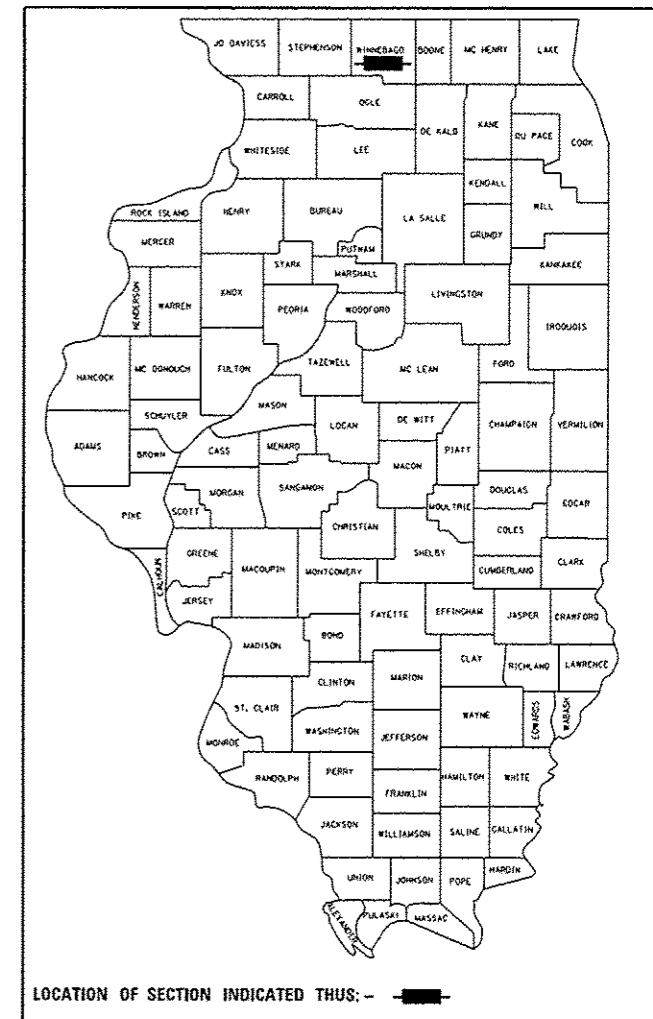 JO DAVIESS STEPHENSON WINNEBAGO BOONE MC HENRY LAKE
CARROLL OGLE DE KALB KANE DU PAGE COOK
WHITESIDE LEE KENDALL WILL
ROCK ISLAND HENRY BUREAU LA SALLE GRUNDY
MERCER STARK PUTNAM KANKAKEE
HENDERSON WARREN KNOX MARSHALL LIVINGSTON
PEORIA WOODFORD IROQUOIS
HANCOCK MC DONOUGH FULTON TAZEWELL MC LEAN FORD
SCHUYLER MASON LOGAN DE WITT CHAMPAIGN VERMILION
ADAMS BROWN CASS MENARD MACON PIATT
PIKE SCOTT MORGAN SANGAMON MOULTRIE DOUGLAS EDGAR
CHRISTIAN COLES
CALHOUN GREENE MACOUPIN MONTGOMERY SHELBY CUMBERLAND CLARK
JERSEY FAYETTE EFFINGHAM JASPER CRAWFORD
MADISON BOND CLAY RICHLAND LAWRENCE
ST. CLAIR CLINTON MARION WAYNE EDWARDS WABASH
MONROE WASHINGTON JEFFERSON
RANDOLPH PERRY HAMILTON WHITE
FRANKLIN
JACKSON WILLIAMSON SALINE GALLATIN
UNION JOHNSON POPE HARDIN
ALEXANDER PULASKI MASSAC
LOCATION OF SECTION INDICATED THUS: -